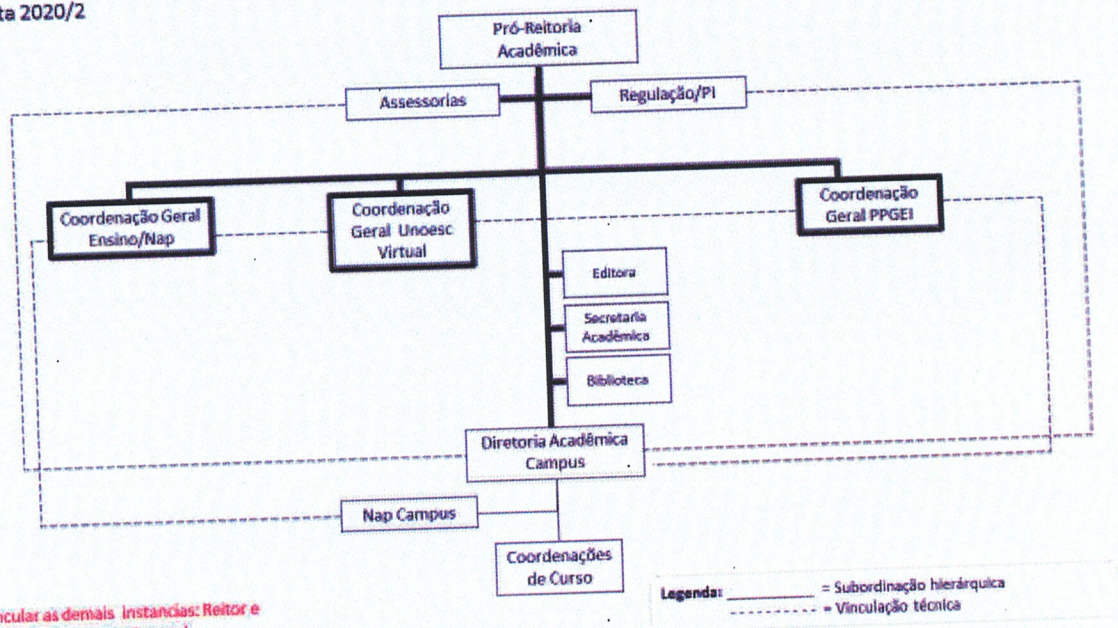 2020/2
Pró-Reitoria
Acadêmica
Assessorias
Regulação/PI
Coordenação Geral
Ensino/Nap
Coordenação
Geral Unoesc
Virtual
Coordenação
Geral PPGEI
Editora
Secretaria
Acadêmica
Biblioteca
Diretoria Acadêmica
Campus
Nap Campus
Coordenações
de Curso
Legenda: ____________ = Subordinação hierárquica
------------- = Vinculação técnica
as demais instancias: Reitor e